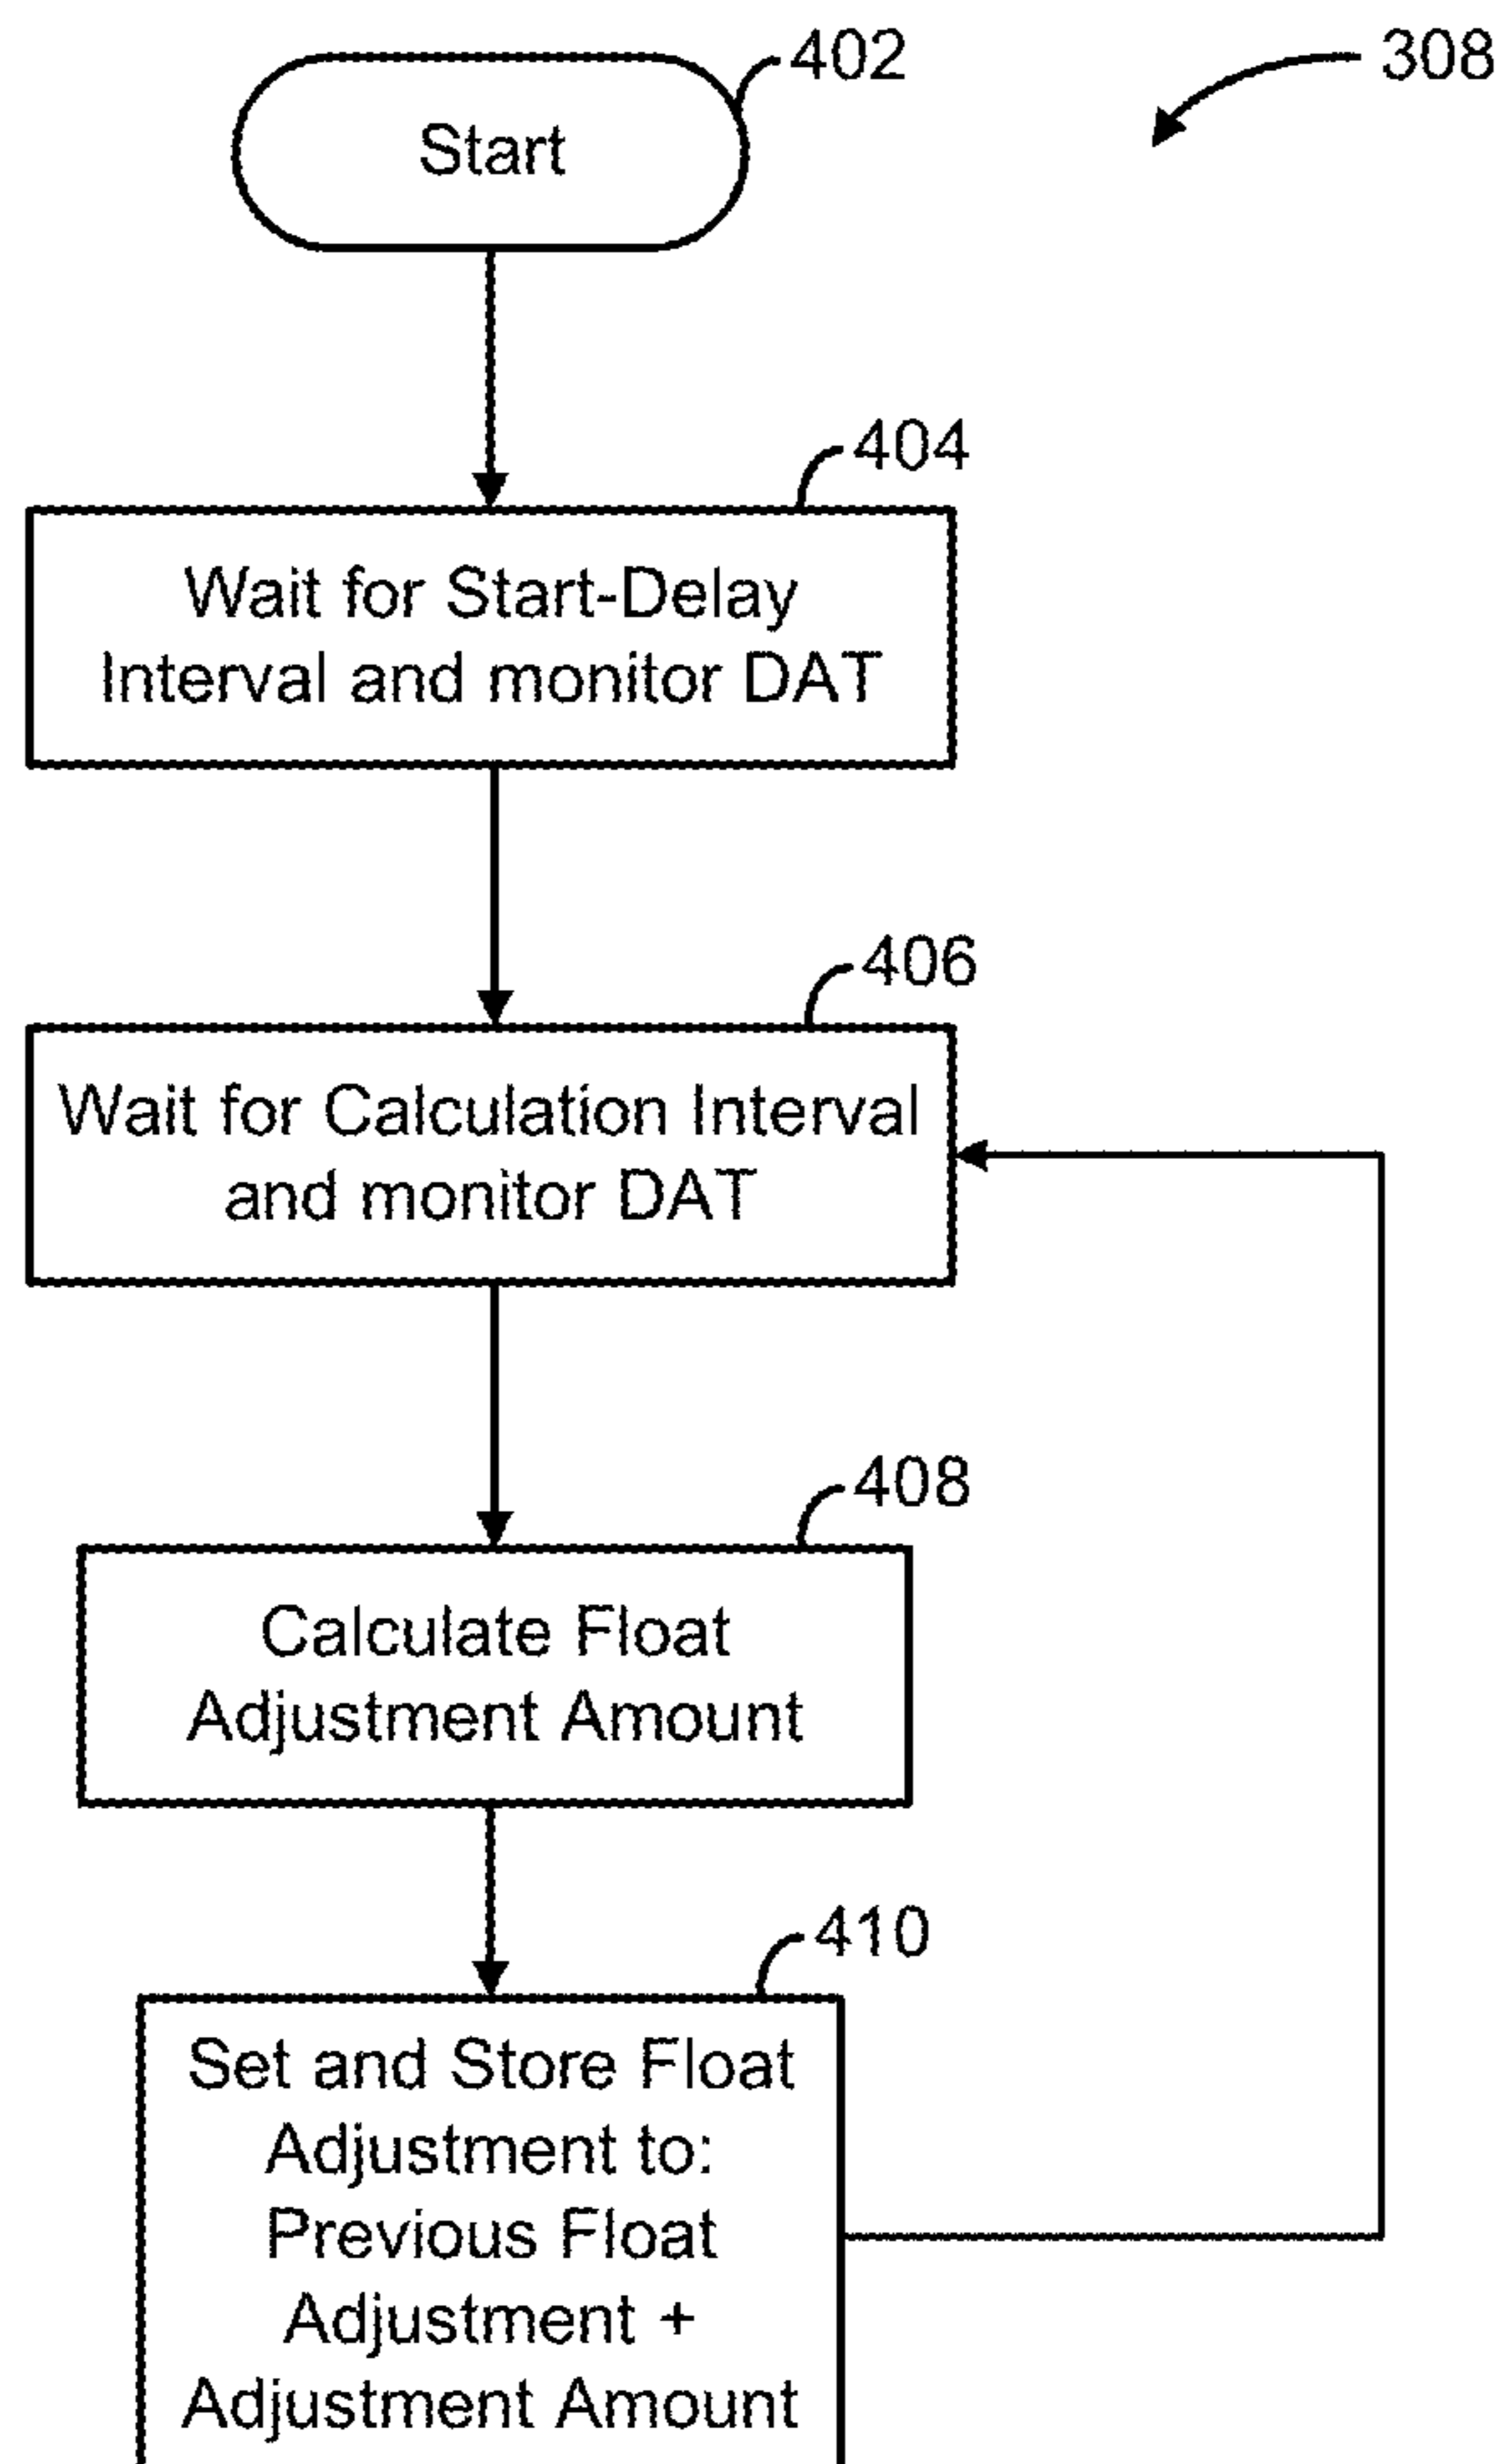 402
308
Start
404
Wait for Start-Delay
Interval and monitor DAT
406
Wait for Calculation Interval
and monitor DAT
408
Calculate Float
Adjustment Amount
410
Set and Store Float
Adjustment to:
Previous Float
Adjustment +
Adjustment Amount